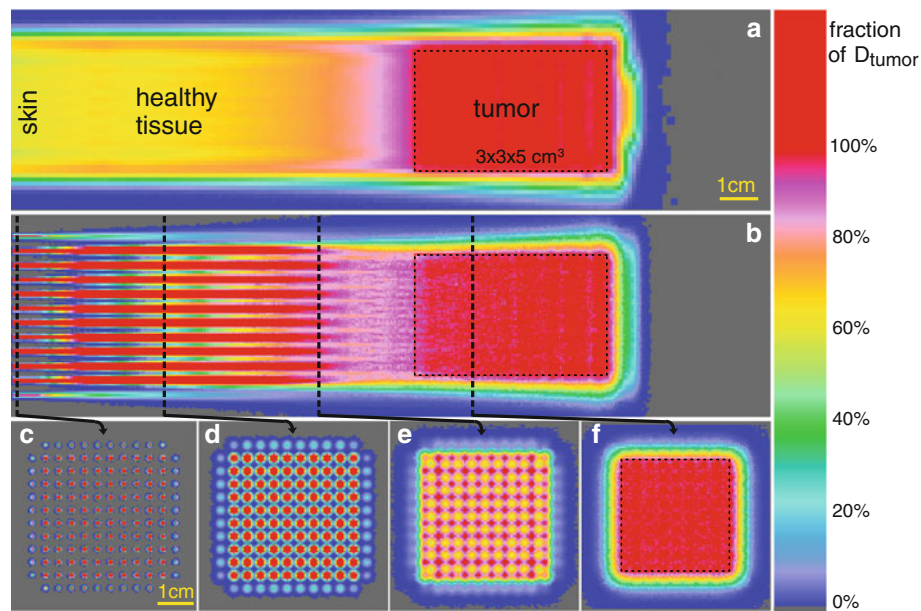 a
fraction
of D_tumor
skin
healthy
tissue
tumor
3x3x5 cm³
1cm
100%
b
80%
60%
40%
20%
0%
c
d
e
f
1cm